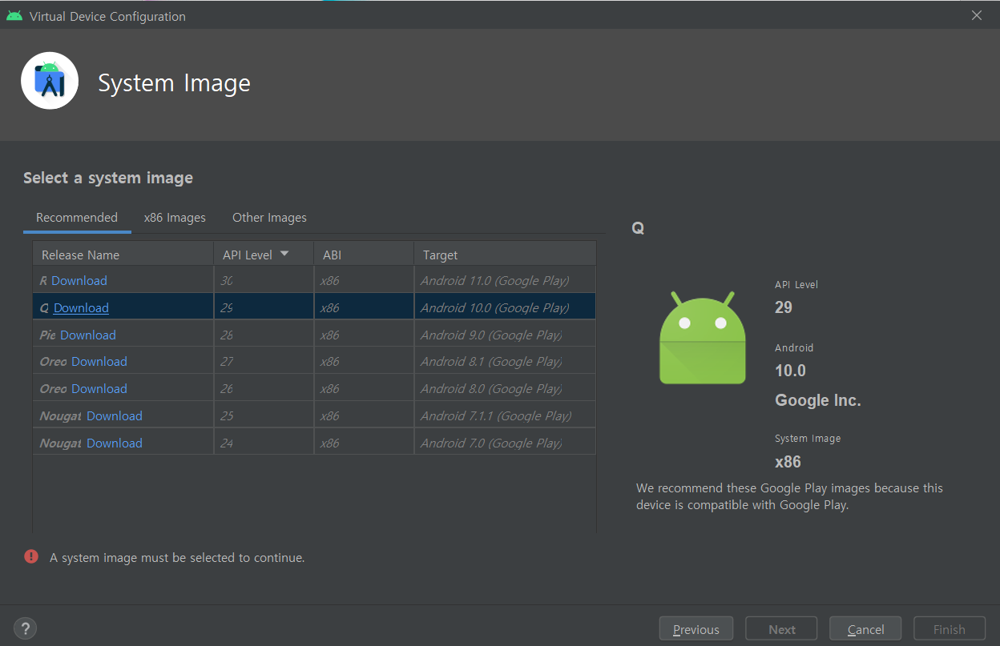 Virtual Device Configuration
System Image
Select a system image
Recommended x86 Images Other Images
Release Name API Level ABI Target
R Download 30 x86 Android 11.0 (Google Play)
Q Download 29 x86 Android 10.0 (Google Play)
Pie Download 28 x86 Android 9.0 (Google Play)
Oreo Download 27 x86 Android 8.1 (Google Play)
Oreo Download 26 x86 Android 8.0 (Google Play)
Nougat Download 25 x86 Android 7.1.1 (Google Play)
Nougat Download 24 x86 Android 7.0 (Google Play)
Q
API Level
29
Android
10.0
Google Inc.
System Image
x86
We recommend these Google Play images because this
device is compatible with Google Play.
! A system image must be selected to continue.
? Previous Next Cancel Finish